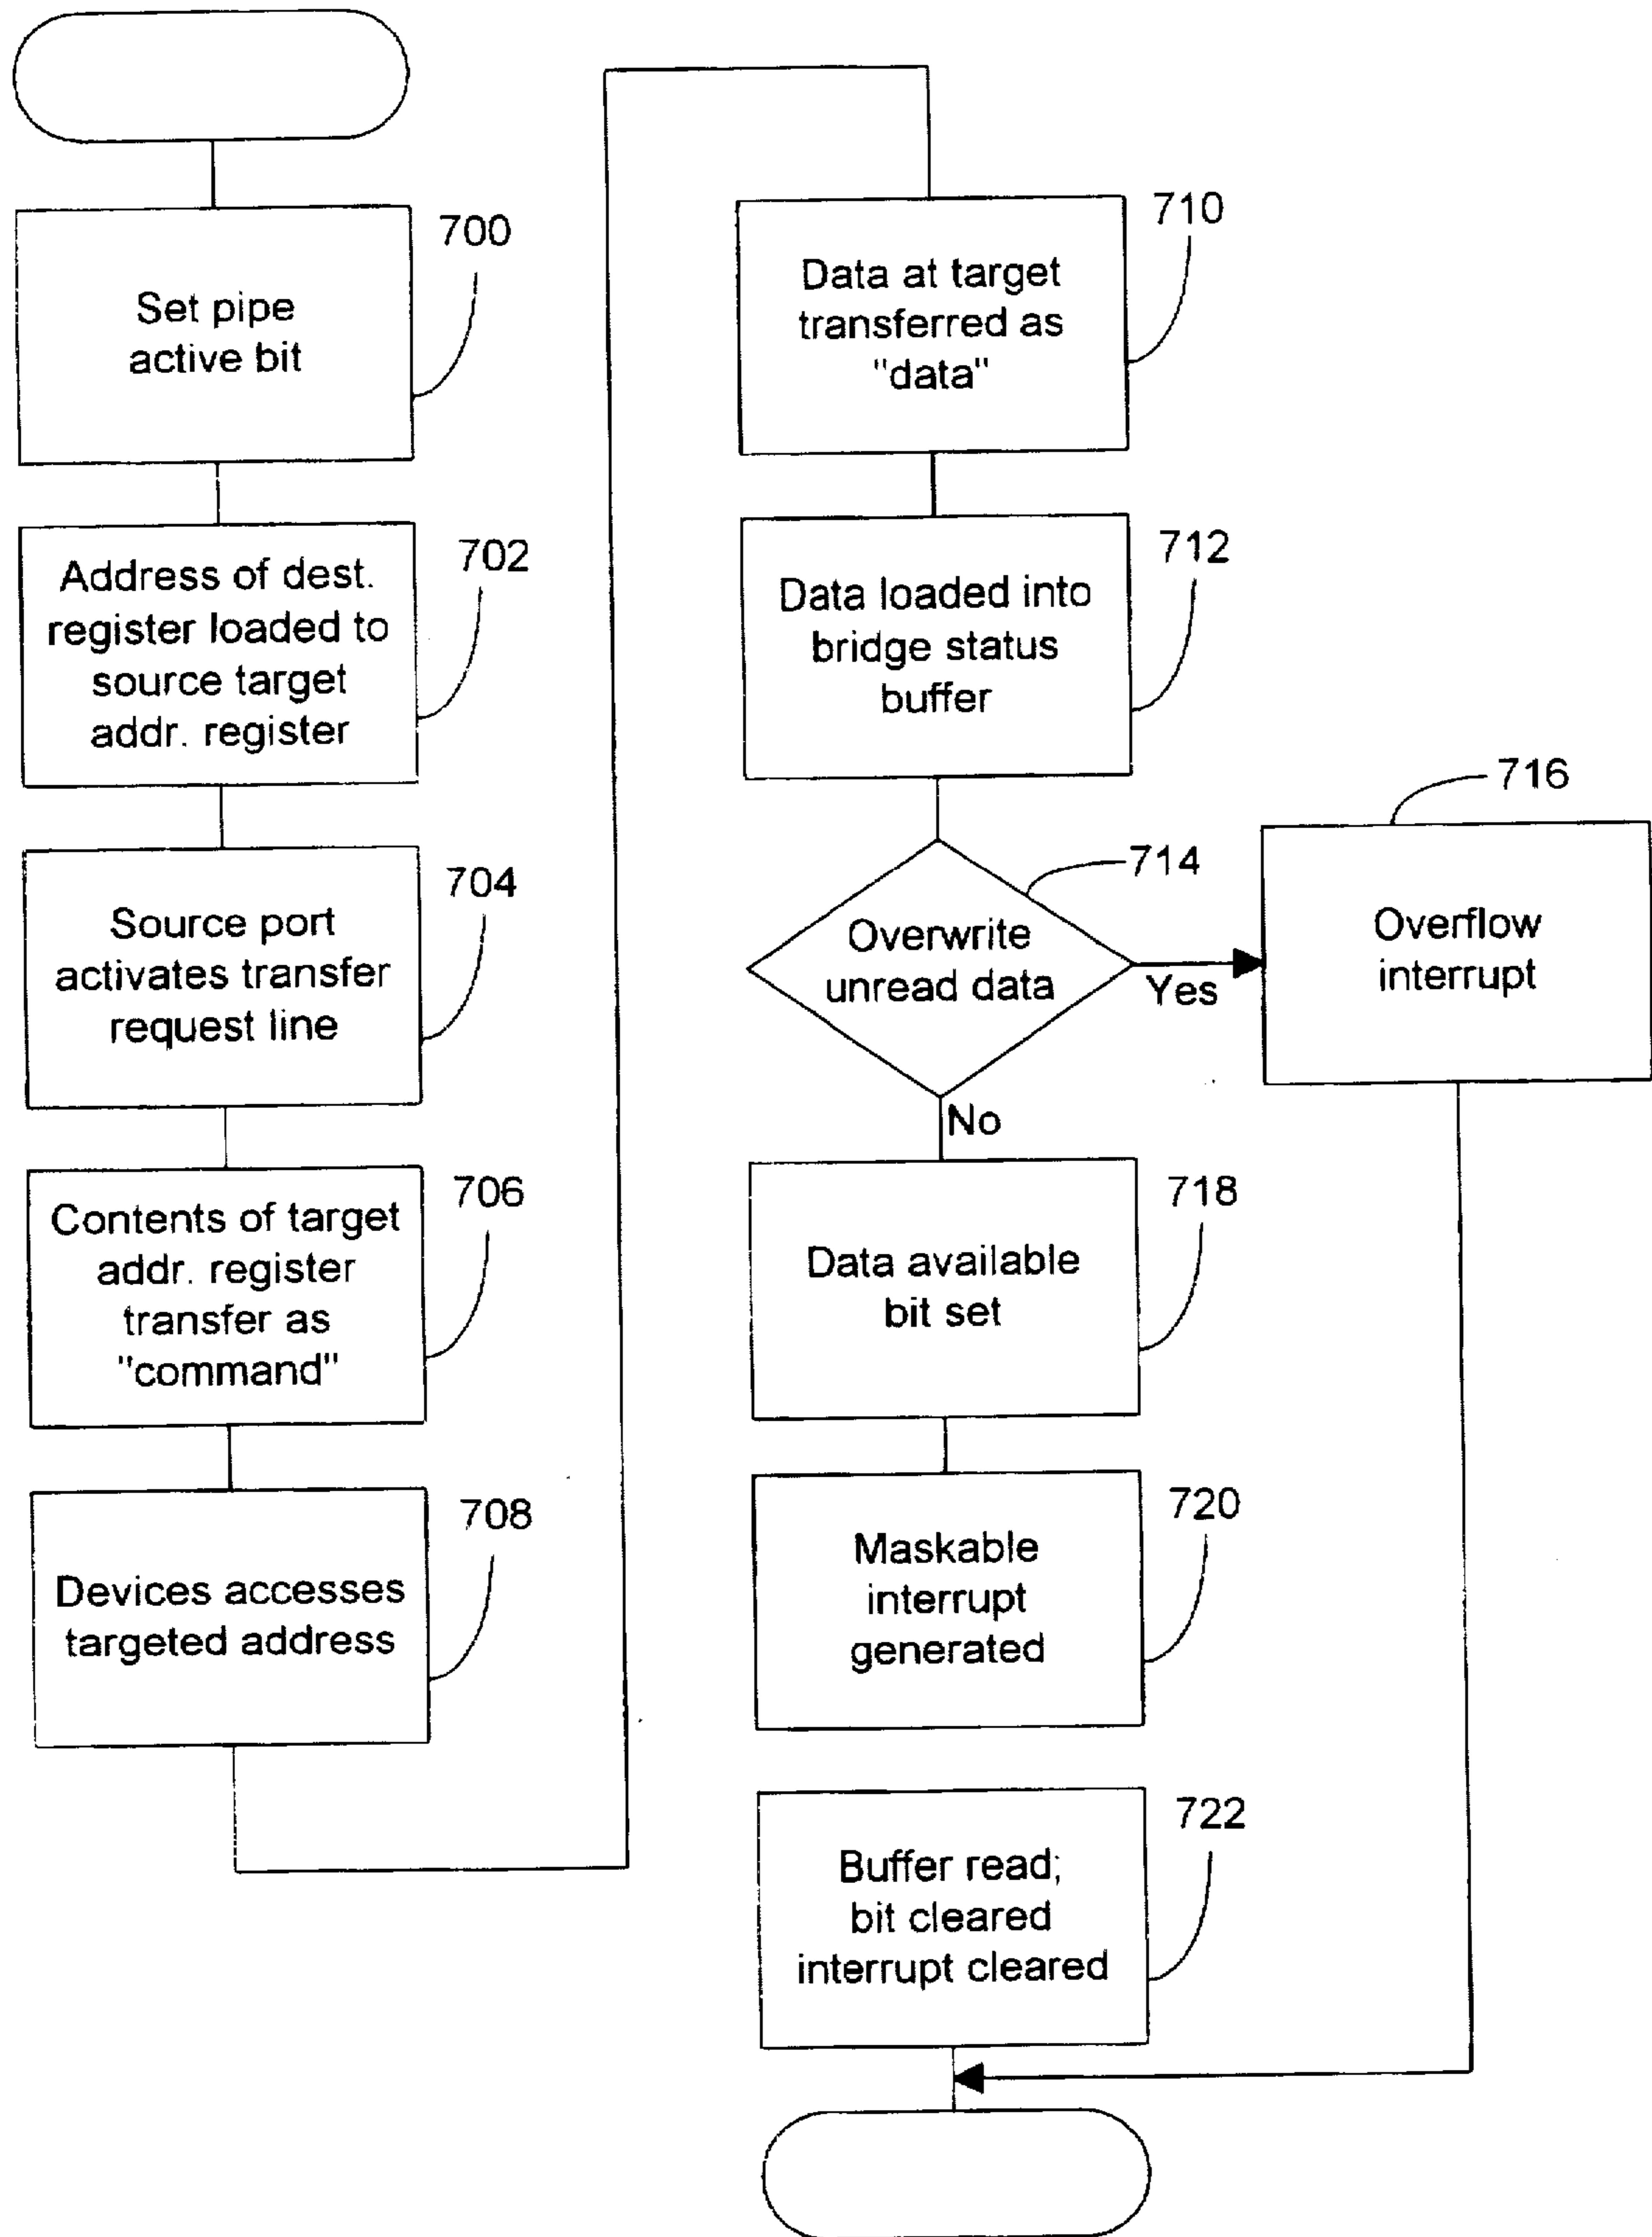 700
Set pipe
active bit
702
Address of dest.
register loaded to
source target
addr. register
704
Source port
activates transfer
request line
706
Contents of target
addr. register
transfer as
"command"
708
Devices accesses
targeted address
710
Data at target
transferred as
"data"
712
Data loaded into
bridge status
buffer
714
Overwrite
unread data
Yes
No
716
Overflow
interrupt
718
Data available
bit set
720
Maskable
interrupt
generated
722
Buffer read;
bit cleared
interrupt cleared